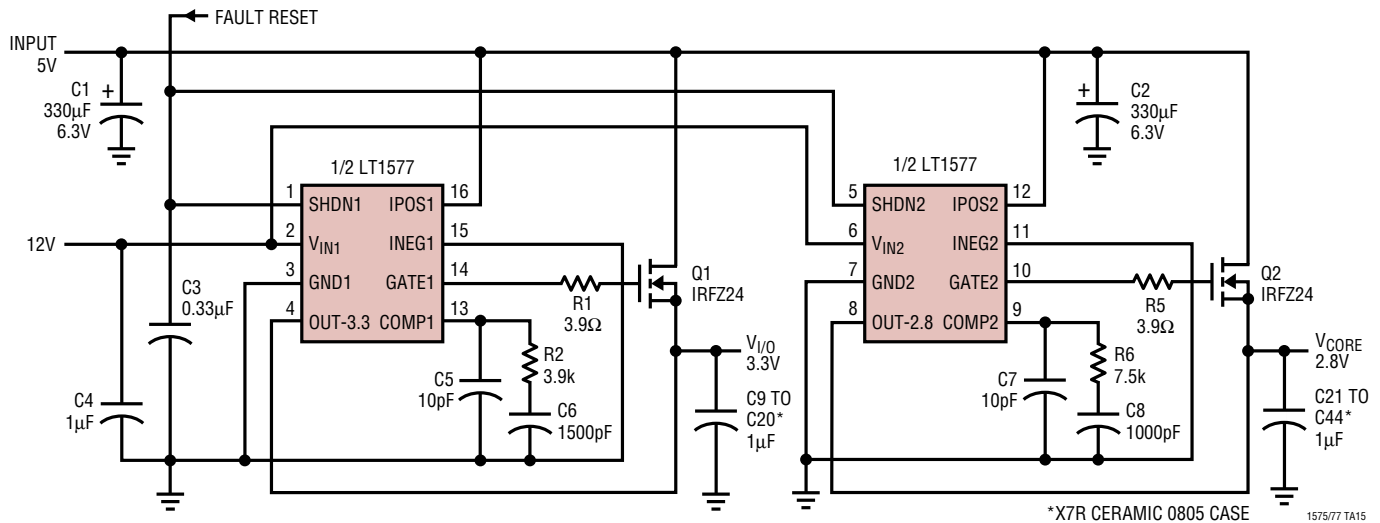 FAULT RESET
INPUT
5V
C1
330µF
6.3V
+
C2
330µF
6.3V
+
1/2 LT1577
1
SHDN1
IPOS1
16
2
VIN1
INEG1
15
3
GND1
GATE1
14
4
OUT-3.3
COMP1
13
12V
C3
0.33µF
C4
1µF
R1
3.9Ω
Q1
IRFZ24
R2
3.9k
C5
10pF
C6
1500pF
VI/O
3.3V
C9 TO
C20*
1µF
1/2 LT1577
5
SHDN2
IPOS2
12
6
VIN2
INEG2
11
7
GND2
GATE2
10
8
OUT-2.8
COMP2
9
R5
3.9Ω
Q2
IRFZ24
R6
7.5k
C7
10pF
C8
1000pF
VCORE
2.8V
C21 TO
C44*
1µF
*X7R CERAMIC 0805 CASE
1575/77 TA15